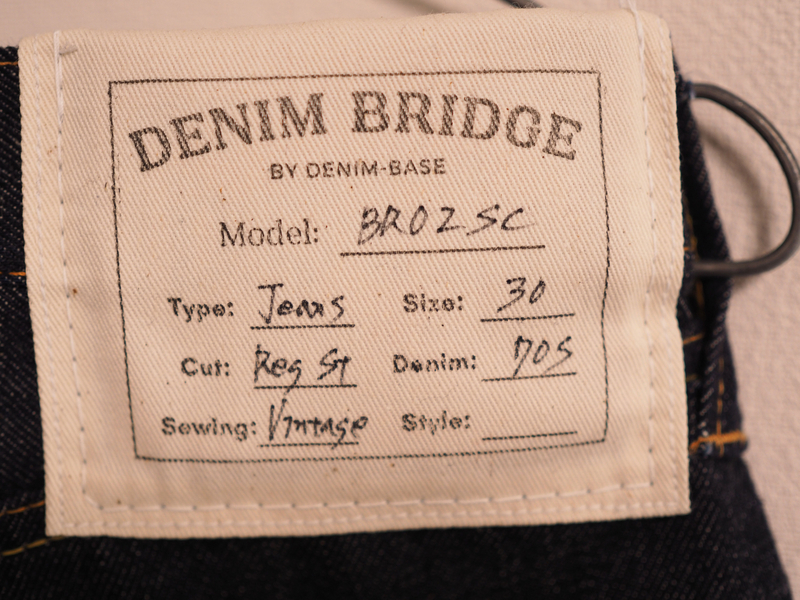 DENIM BRIDGE
BY DENIM-BASE
Model: BR02SC
Type: Jeans Size: 30
Cut: Reg St Denim: 70S
Sewing: Vintage Style: